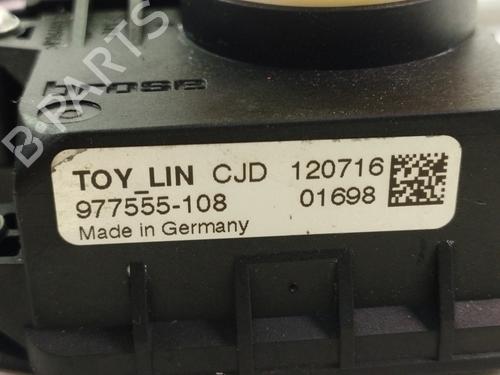 B-PARTS
brose
TOY_LIN CJD 120716
977555-108 01698
Made in Germany